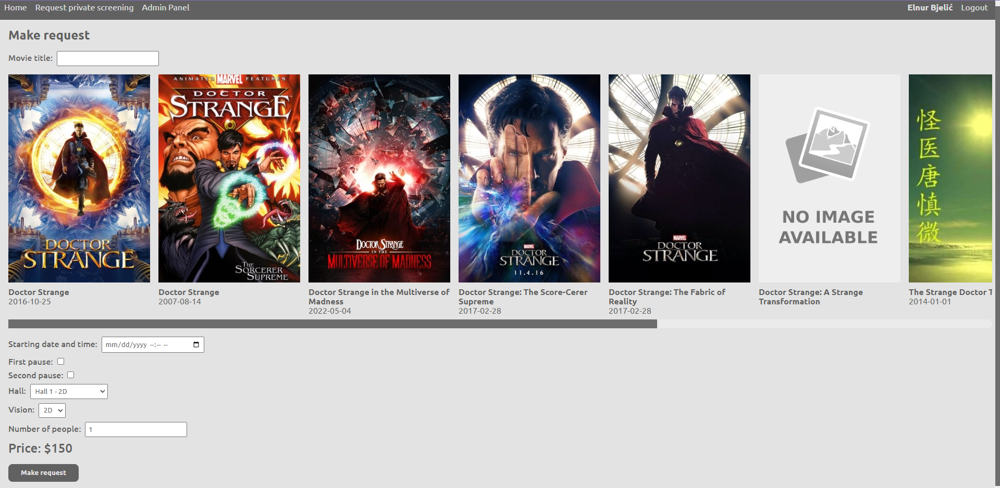 Home Request private screening Admin Panel Elnur Bjelić Logout
Make request
Movie title:
DOCTOR
STRANGE
ANIMATED MARVEL FEATURES
DOCTOR
STRANGE
THE
SORCERER
SUPREME
DOCTOR STRANGE
IN THE
MULTIVERSE OF MADNESS
MARVEL
DOCTOR
STRANGE
11.4.16
MARVEL
DOCTOR
STRANGE
NO IMAGE
AVAILABLE
怪医唐慎微
Doctor Strange
2016-10-25
Doctor Strange
2007-08-14
Doctor Strange in the Multiverse of
Madness
2022-05-04
Doctor Strange: The Score-Cerer
Supreme
2017-02-28
Doctor Strange: The Fabric of
Reality
2017-02-28
Doctor Strange: A Strange
Transformation
The Strange Doctor T
2014-01-01
Starting date and time: mm/dd/yyyy --:-- --
First pause:
Second pause:
Hall: Hall 1 - 2D
Vision: 2D
Number of people: 1
Price: $150
Make request